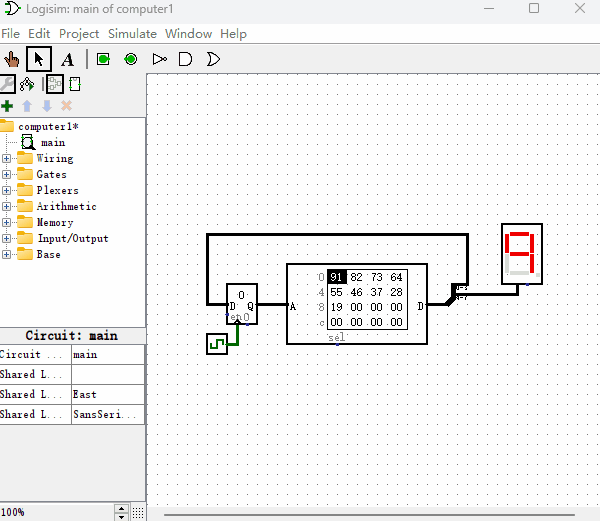 Logisim: main of computer1
File Edit Project Simulate Window Help
A
computer1*
main
Wiring
Gates
Plexers
Arithmetic
Memory
Input/Output
Base
Circuit: main
Circuit ... main
Shared L...
Shared L... East
Shared L... SansSeri...
100%
0
D Q
en0
A
0 91 82 73 64
4 55 46 37 28
8 19 00 00 00
c 00 00 00 00
D
sel
9